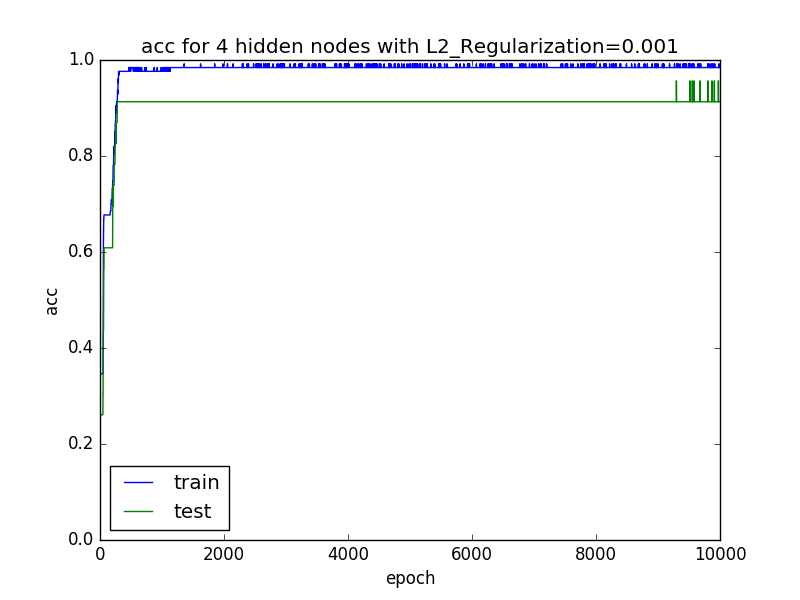 acc for 4 hidden nodes with L2_Regularization=0.001
1.0
0.8
0.6
0.4
0.2
0.0
acc
train
test
0 2000 4000 6000 8000 10000
epoch